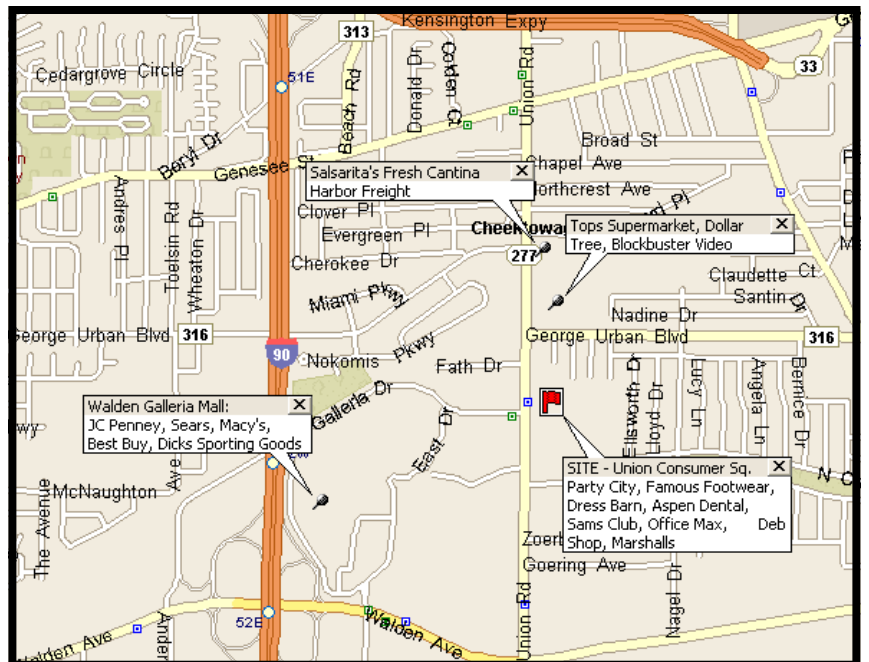 Kensington Expy
313
Cedargrove Circle
51E
Beach Rd
Donald Dr
Union Rd
33
Beryl Dr
Genesee St
Broad St
Chapel Ave
Salsarita's Fresh Cantina
Harbor Freight
Andres Pl
Toelsin Rd
Wheaton Dr
Clover Pl
Evergreen Pl
Cherokee Dr
277
Tops Supermarket, Dollar
Tree, Blockbuster Video
Claudette Ct
Santin Dr
Miami Pkwy
Nadine Dr
George Urban Blvd
316
90
George Urban Blvd
316
Nokomis Pkwy
Fath Dr
Galleria Dr
East Dr
Ellsworth Dr
Lloyd Dr
Lucy Ln
Angela Ln
Bernice Dr
Walden Galleria Mall:
JC Penney, Sears, Macy's,
Best Buy, Dicks Sporting Goods
SITE - Union Consumer Sq.
Party City, Famous Footwear,
Dress Barn, Aspen Dental,
Sams Club, Office Max, Deb
Shop, Marshalls
McNaughton
Ave
The Avenue
Goering Ave
Nagel Dr
Union Rd
52E
Walden Ave
Walden Ave